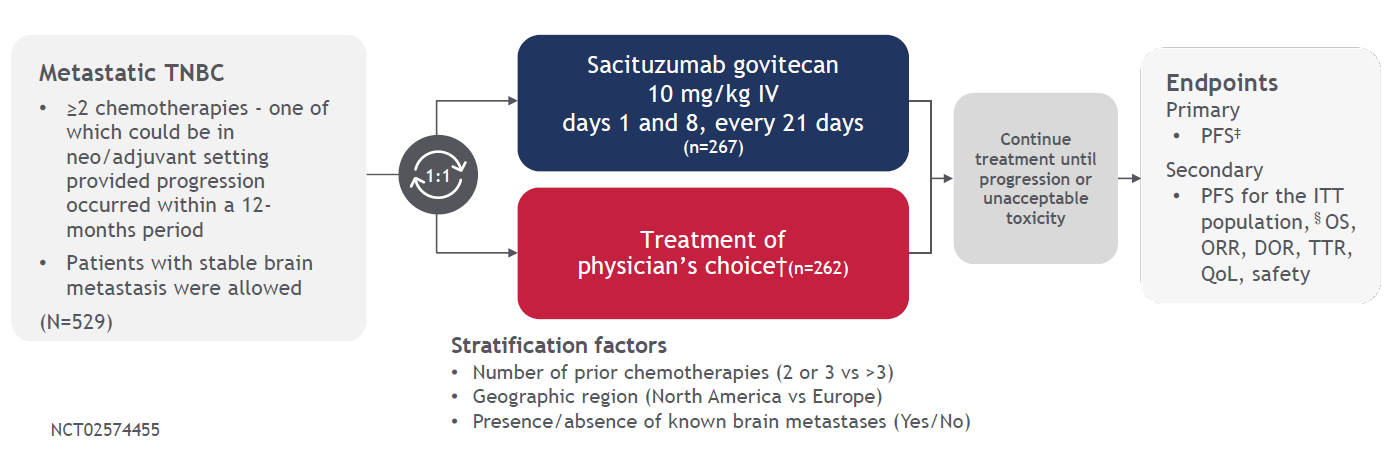 Metastatic TNBC
• ≥2 chemotherapies - one of
which could be in
neo/adjuvant setting
provided progression
occurred within a 12-
months period
• Patients with stable brain
metastasis were allowed
(N=529)
1:1
Sacituzumab govitecan
10 mg/kg IV
days 1 and 8, every 21 days
(n=267)
Treatment of
physician’s choice†(n=262)
Continue
treatment until
progression or
unacceptable
toxicity
Endpoints
Primary
• PFS‡
Secondary
• PFS for the ITT
population,§ OS,
ORR, DOR, TTR,
QoL, safety
Stratification factors
• Number of prior chemotherapies (2 or 3 vs >3)
• Geographic region (North America vs Europe)
• Presence/absence of known brain metastases (Yes/No)
NCT02574455